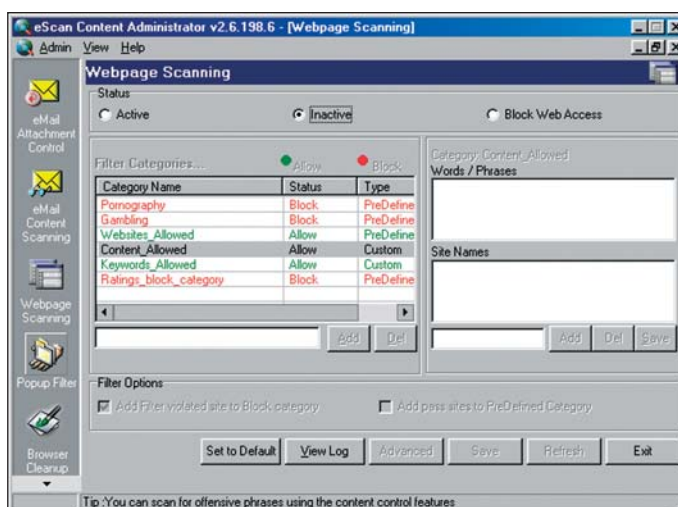 eScan Content Administrator v2.6.198.6 - [Webpage Scanning]
Admin View Help
Webpage Scanning
eMail
Attachment
Control
eMail
Content
Scanning
Webpage
Scanning
Popup Filter
Browser
Cleanup
Status
Active Inactive Block Web Access
Filter Categories... Allow Block
Category Name Status Type
Pornography Block PreDefine
Gambling Block PreDefine
Websites_Allowed Allow PreDefine
Content_Allowed Allow Custom
Keywords_Allowed Allow Custom
Ratings_block_category Block PreDefine
Add Del
Category: Content_Allowed
Words / Phrases
Site Names
Add Del Save
Filter Options
Add Filter violated site to Block category Add pass sites to PreDefined Category
Set to Default View Log Advanced Save Refresh Exit
Tip :You can scan for offensive phrases using the content control features